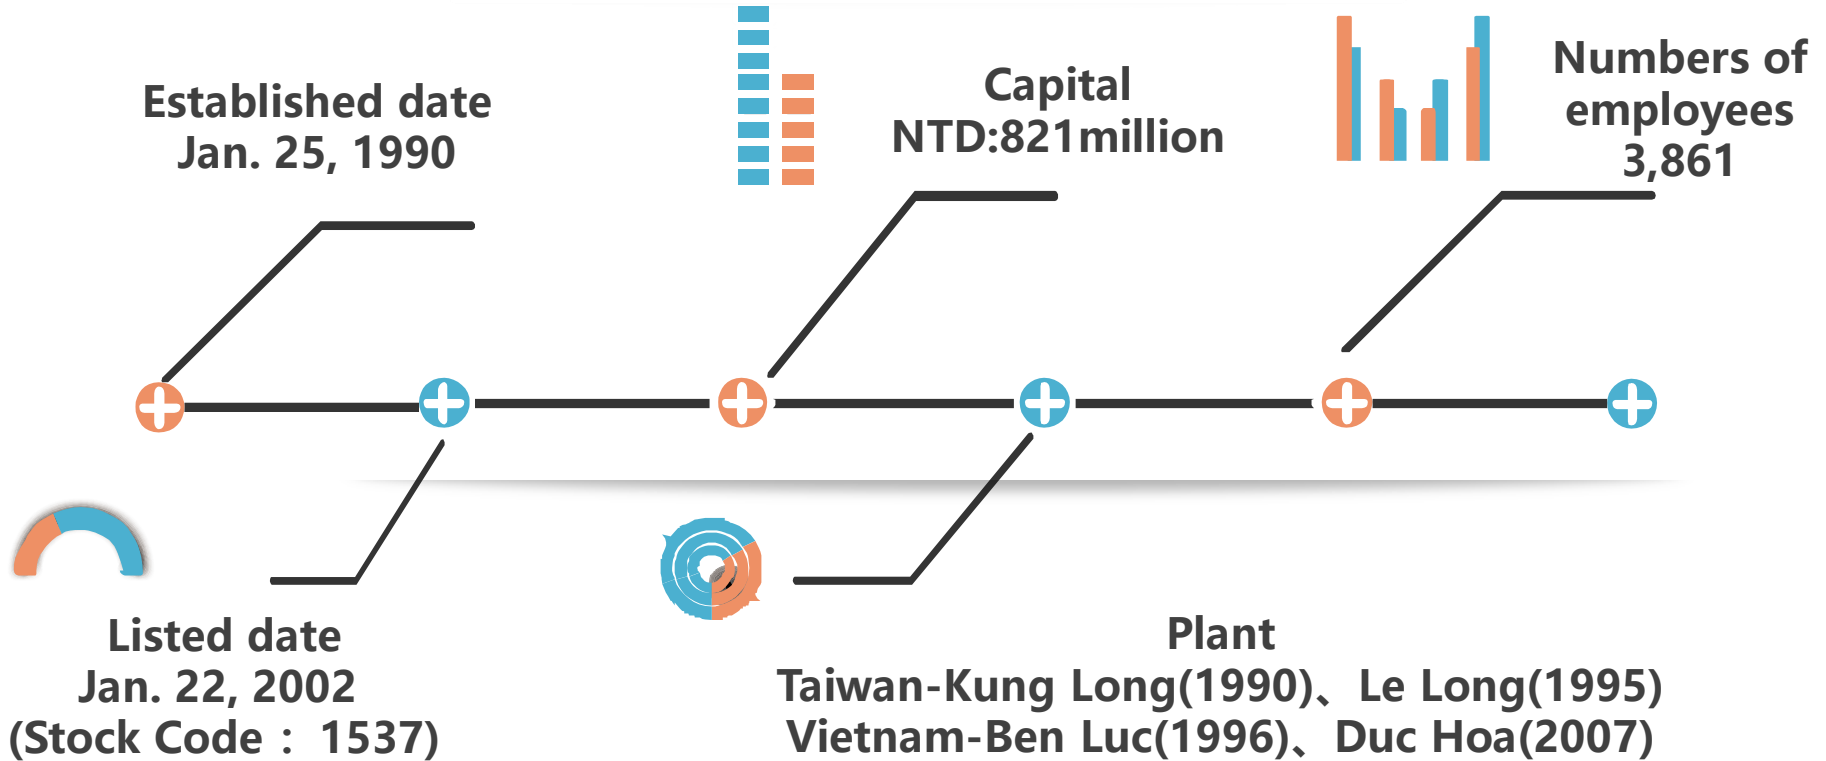 Established date
Jan. 25, 1990
Capital
NTD:821million
Numbers of
employees
3,861
Listed date
Jan. 22, 2002
(Stock Code： 1537)
Plant
Taiwan-Kung Long(1990)、Le Long(1995)
Vietnam-Ben Luc(1996)、Duc Hoa(2007)